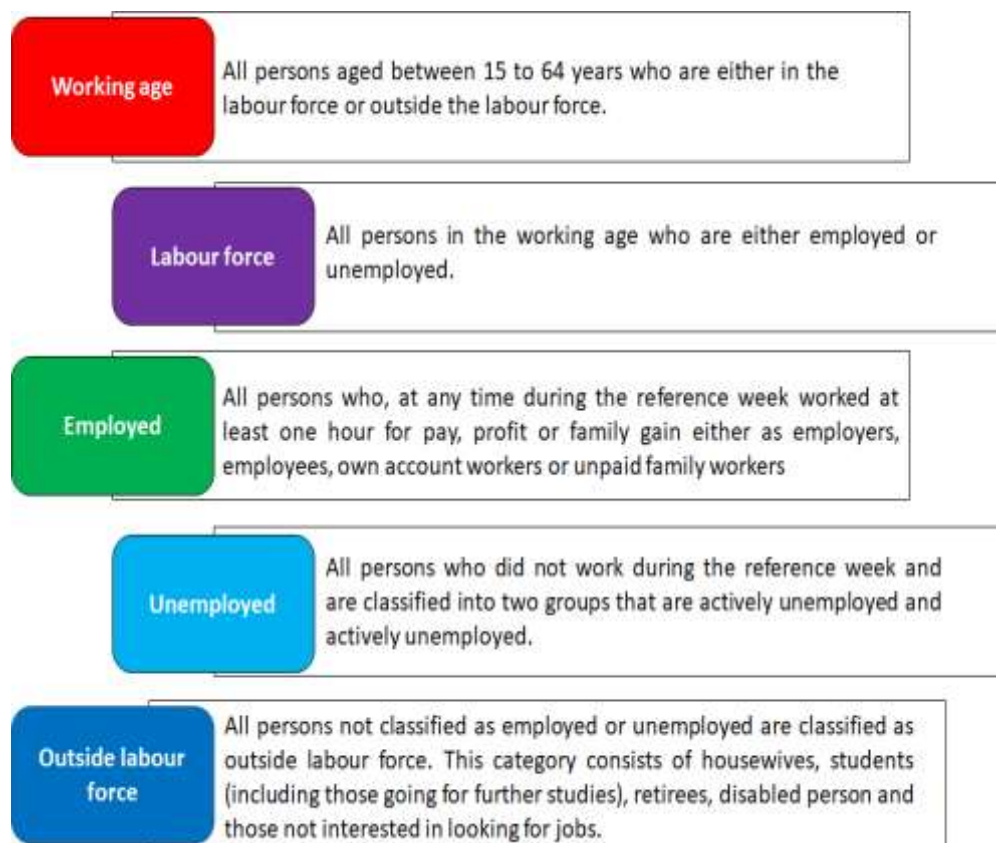 Working age
All persons aged between 15 to 64 years who are either in the
labour force or outside the labour force.
Labour force
All persons in the working age who are either employed or
unemployed.
Employed
All persons who, at any time during the reference week worked at
least one hour for pay, profit or family gain either as employers,
employees, own account workers or unpaid family workers
Unemployed
All persons who did not work during the reference week and
are classified into two groups that are actively unemployed and
actively unemployed.
Outside labour
force
All persons not classified as employed or unemployed are classified as
outside labour force. This category consists of housewives, students
(including those going for further studies), retirees, disabled person and
those not interested in looking for jobs.